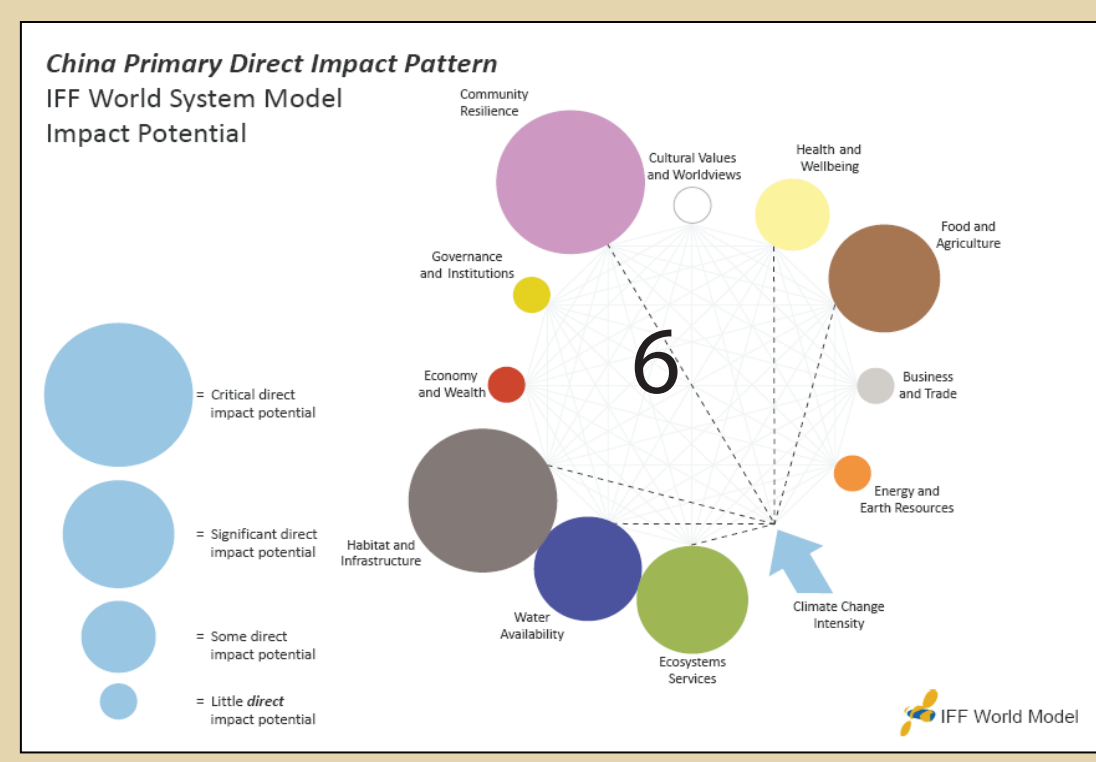 China Primary Direct Impact Pattern
IFF World System Model
Impact Potential
Community
Resilience
Cultural Values
and Worldviews
Health and
Wellbeing
Food and
Agriculture
Governance
and Institutions
6
Economy
and Wealth
Business
and Trade
Energy and
Earth Resources
Habitat and
Infrastructure
Water
Availability
Ecosystems
Services
Climate Change
Intensity
= Critical direct
impact potential
= Significant direct
impact potential
= Some direct
impact potential
= Little direct
impact potential
IFF World Model